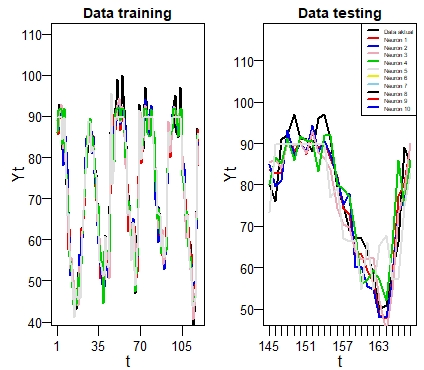 Data training
Yt
110
100
90
80
70
60
50
40
1 35 70 105
t
Data testing
Yt
110
100
90
80
70
60
50
145 151 157 163
t
Data aktual
Neuron 1
Neuron 2
Neuron 3
Neuron 4
Neuron 5
Neuron 6
Neuron 7
Neuron 8
Neuron 9
Neuron 10